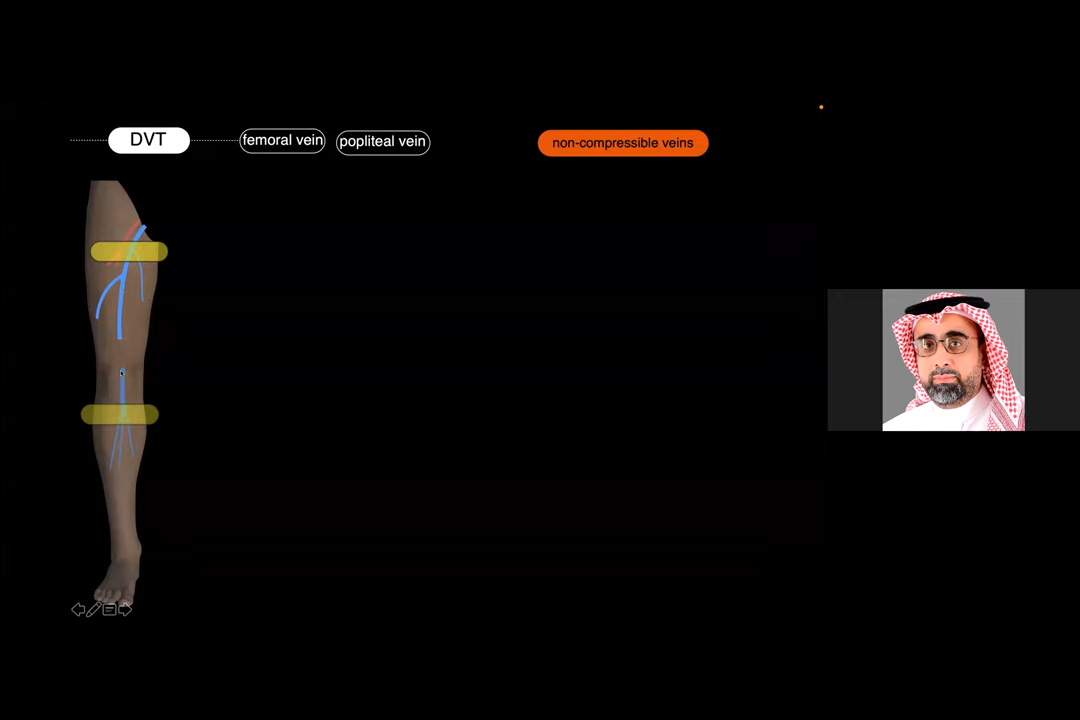 DVT
femoral vein
popliteal vein
non-compressible veins